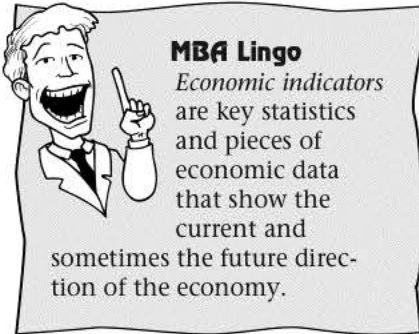 MBA Lingo
Economic indicators
are key statistics
and pieces of
economic data
that show the
current and
sometimes the future direc-
tion of the economy.